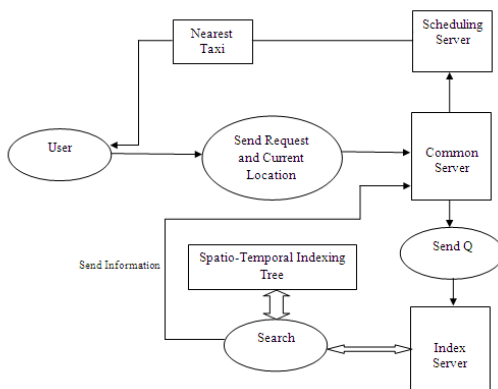 Nearest
Taxi
Scheduling
Server
User
Send Request
and Current
Location
Common
Server
Send Information
Spatio-Temporal Indexing
Tree
Send Q
Search
Index
Server